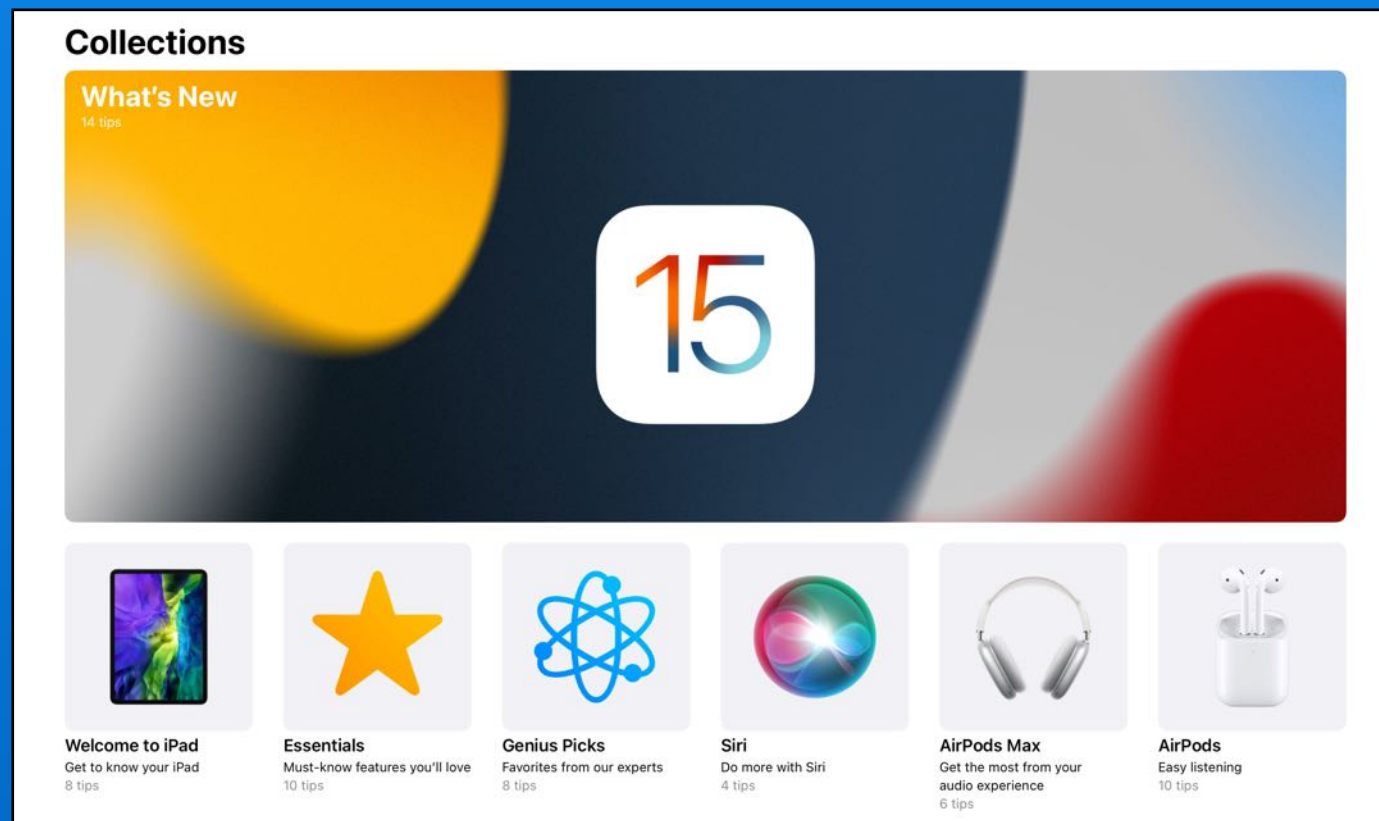 Collections
What's New
14 tips
15
Welcome to iPad
Get to know your iPad
8 tips
Essentials
Must-know features you'll love
10 tips
Genius Picks
Favorites from our experts
8 tips
Siri
Do more with Siri
4 tips
AirPods Max
Get the most from your
audio experience
6 tips
AirPods
Easy listening
10 tips